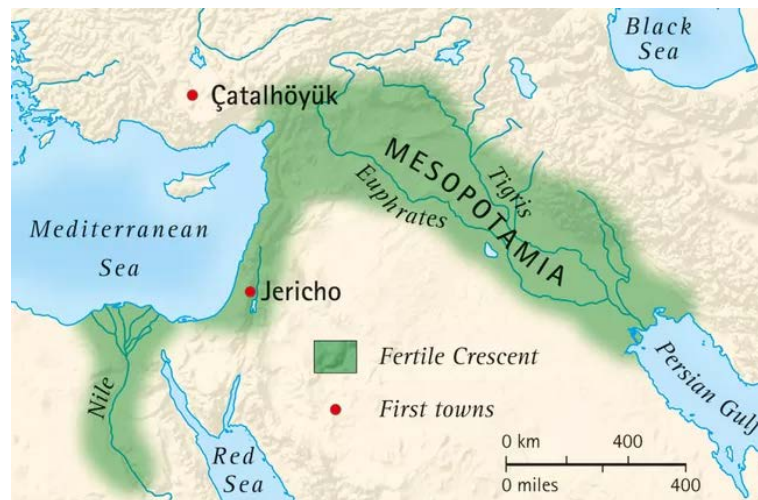 Black
Sea
Çatalhöyük
MESOPOTAMIA
Tigris
Euphrates
Mediterranean
Sea
Jericho
Fertile Crescent
First towns
Nile
Red
Sea
Persian Gulf
0 km 400
0 miles 400